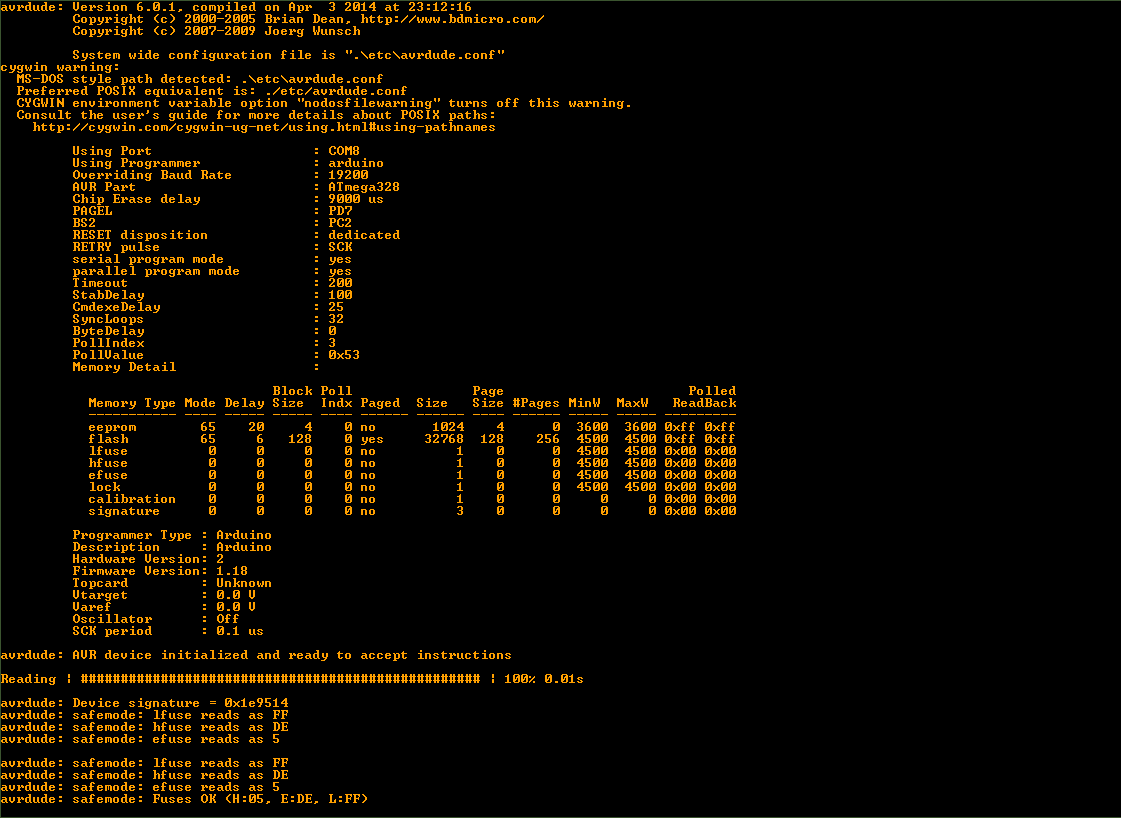 avrdude: Version 6.0.1, compiled on Apr  3 2014 at 23:12:16
         Copyright (c) 2000-2005 Brian Dean, http://www.bdmicro.com/
         Copyright (c) 2007-2009 Joerg Wunsch

         System wide configuration file is ".\etc\avrdude.conf"
cygwin warning:
  MS-DOS style path detected: .\etc\avrdude.conf
  Preferred POSIX equivalent is: ./etc/avrdude.conf
  CYGWIN environment variable option "nodosfilewarning" turns off this warning.
  Consult the user's guide for more details about POSIX paths:
    http://cygwin.com/cygwin-ug-net/using.html#using-pathnames

         Using Port                    : COM8
         Using Programmer              : arduino
         Overriding Baud Rate          : 19200
         AVR Part                      : ATmega328
         Chip Erase delay              : 9000 us
         PAGEL                         : PD7
         BS2                           : PC2
         RESET disposition             : dedicated
         RETRY pulse                   : SCK
         serial program mode           : yes
         parallel program mode         : yes
         Timeout                       : 200
         StabDelay                     : 100
         CmdexeDelay                   : 25
         SyncLoops                     : 32
         ByteDelay                     : 0
         PollIndex                     : 3
         PollValue                     : 0x53
         Memory Detail                 :

                                  Block Poll               Page                       Polled
           Memory Type Mode Delay Size  Indx Paged  Size   Size #Pages MinW  MaxW   ReadBack
           ----------- ---- ----- ----- ---- ------ ------ ---- ------ ----- ----- ---------
           eeprom        65    20     4    0 no       1024    4      0  3600  3600 0xff 0xff
           flash         65     6   128    0 yes     32768  128    256  4500  4500 0xff 0xff
           lfuse          0     0     0    0 no          1    0      0  4500  4500 0x00 0x00
           hfuse          0     0     0    0 no          1    0      0  4500  4500 0x00 0x00
           efuse          0     0     0    0 no          1    0      0  4500  4500 0x00 0x00
           lock           0     0     0    0 no          1    0      0  4500  4500 0x00 0x00
           calibration    0     0     0    0 no          1    0      0     0     0 0x00 0x00
           signature      0     0     0    0 no          3    0      0     0     0 0x00 0x00

         Programmer Type : Arduino
         Description     : Arduino
         Hardware Version: 2
         Firmware Version: 1.18
         Topcard         : Unknown
         Vtarget         : 0.0 V
         Varef           : 0.0 V
         Oscillator      : Off
         SCK period      : 0.1 us

avrdude: AVR device initialized and ready to accept instructions

Reading | ################################################## | 100% 0.01s

avrdude: Device signature = 0x1e9514
avrdude: safemode: lfuse reads as FF
avrdude: safemode: hfuse reads as DE
avrdude: safemode: efuse reads as 5

avrdude: safemode: lfuse reads as FF
avrdude: safemode: hfuse reads as DE
avrdude: safemode: efuse reads as 5
avrdude: safemode: Fuses OK (H:05, E:DE, L:FF)